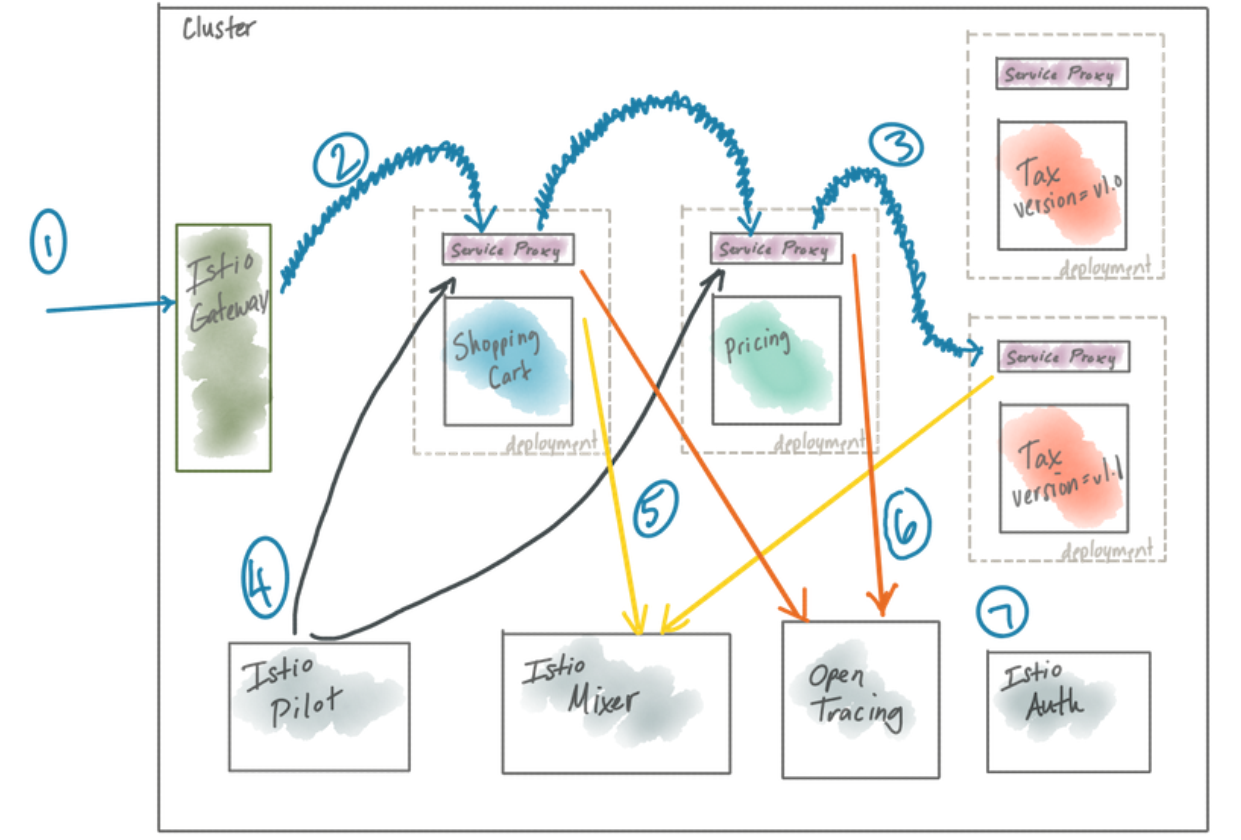 Cluster
Service Proxy
Tax
version=v1.0
deployment
1
2
3
Istio
Gateway
Service Proxy
Shopping
Cart
deployment
Service Proxy
Pricing
deployment
Service Proxy
Tax
version=v1.1
deployment
4
5
6
7
Istio
Pilot
Istio
Mixer
Open
Tracing
Istio
Auth